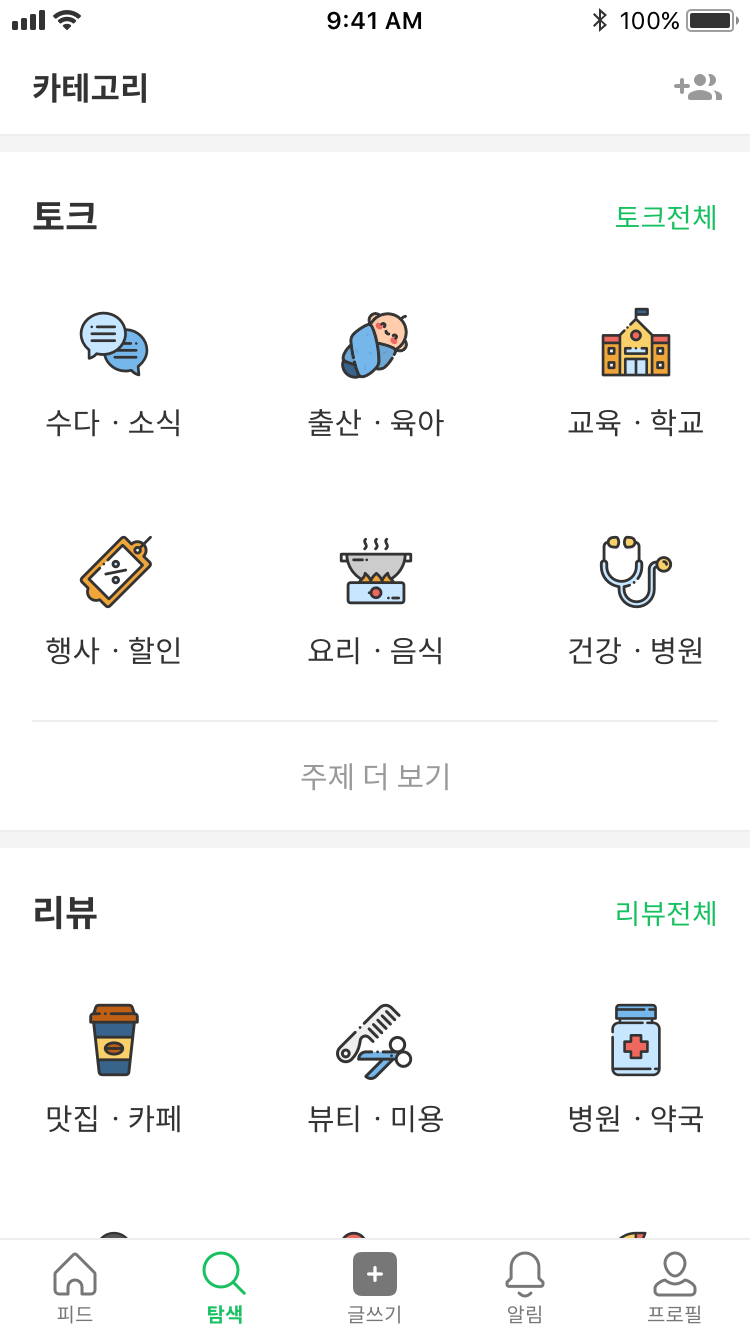 9:41 AM 100%
카테고리
토크 토크전체
수다 · 소식 출산 · 육아 교육 · 학교
행사 · 할인 요리 · 음식 건강 · 병원
주제 더 보기
리뷰 리뷰전체
맛집 · 카페 뷰티 · 미용 병원 · 약국
피드 탐색 글쓰기 알림 프로필